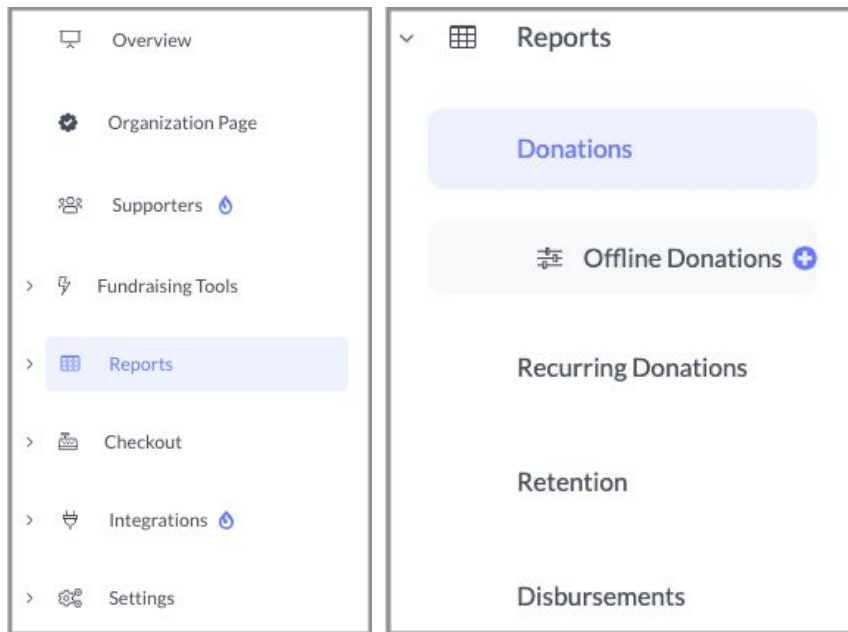 Overview
Organization Page
Supporters
Fundraising Tools
Reports
Checkout
Integrations
Settings
Reports
Donations
Offline Donations
Recurring Donations
Retention
Disbursements